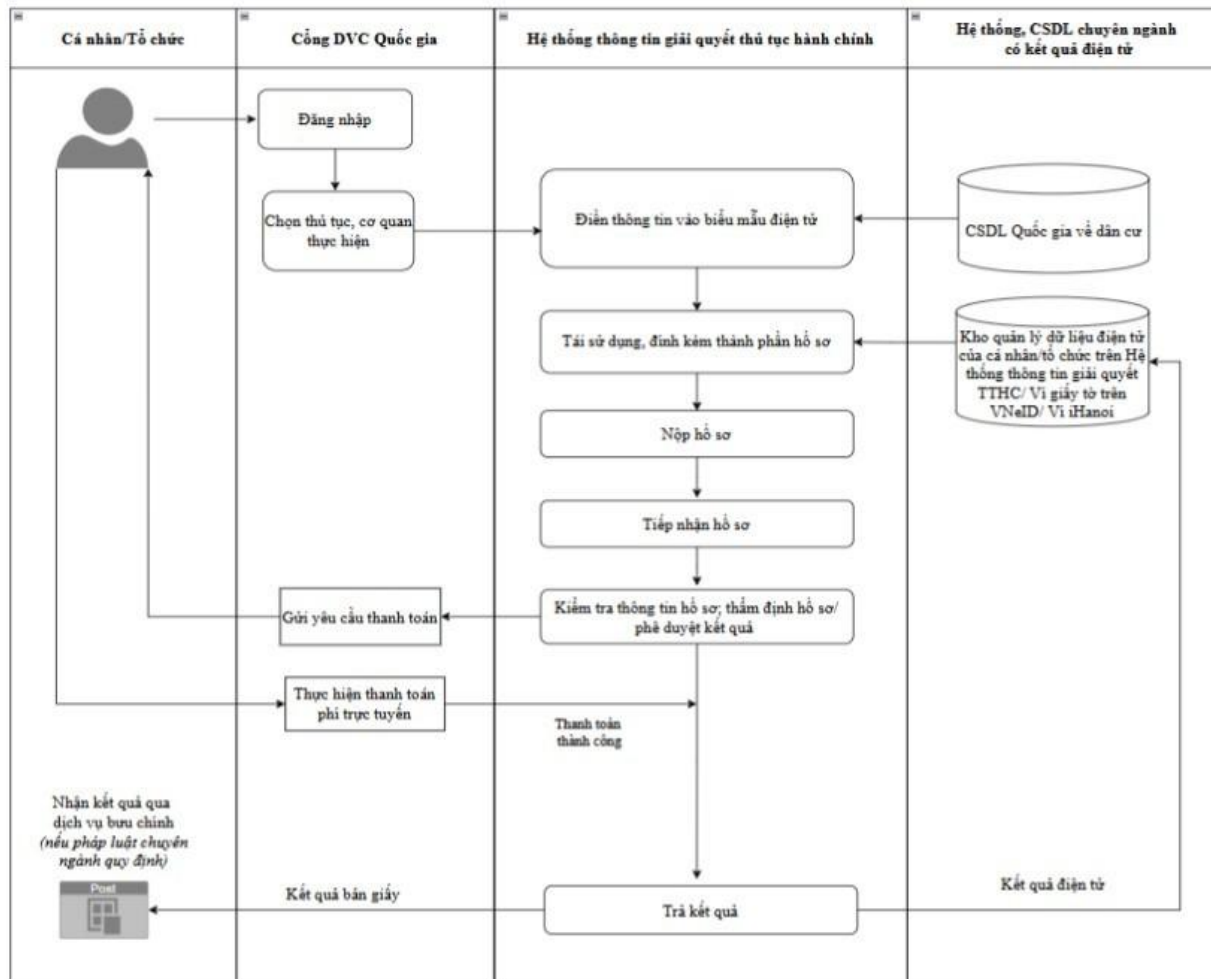 Cá nhân/Tổ chức
Cổng DVC Quốc gia
Hệ thống thông tin giải quyết thủ tục hành chính
Hệ thống, CSDL chuyên ngành
có kết quả điện tử
Đăng nhập
Chọn thủ tục, cơ quan
thực hiện
Điền thông tin vào biểu mẫu điện tử
CSDL Quốc gia về dân cư
Tái sử dụng, đính kèm thành phần hồ sơ
Kho quản lý dữ liệu điện tử
của cá nhân/tổ chức trên Hệ
thống thông tin giải quyết
TTHC/ Ví giấy tờ trên
VNeID/ Ví iHanoi
Nộp hồ sơ
Tiếp nhận hồ sơ
Gửi yêu cầu thanh toán
Kiểm tra thông tin hồ sơ; thẩm định hồ sơ/
phê duyệt kết quả
Thực hiện thanh toán
phí trực tuyến
Thanh toán
thành công
Nhận kết quả qua
dịch vụ bưu chính
(nếu pháp luật chuyên
ngành quy định)
Post
Kết quả bản giấy
Trả kết quả
Kết quả điện tử